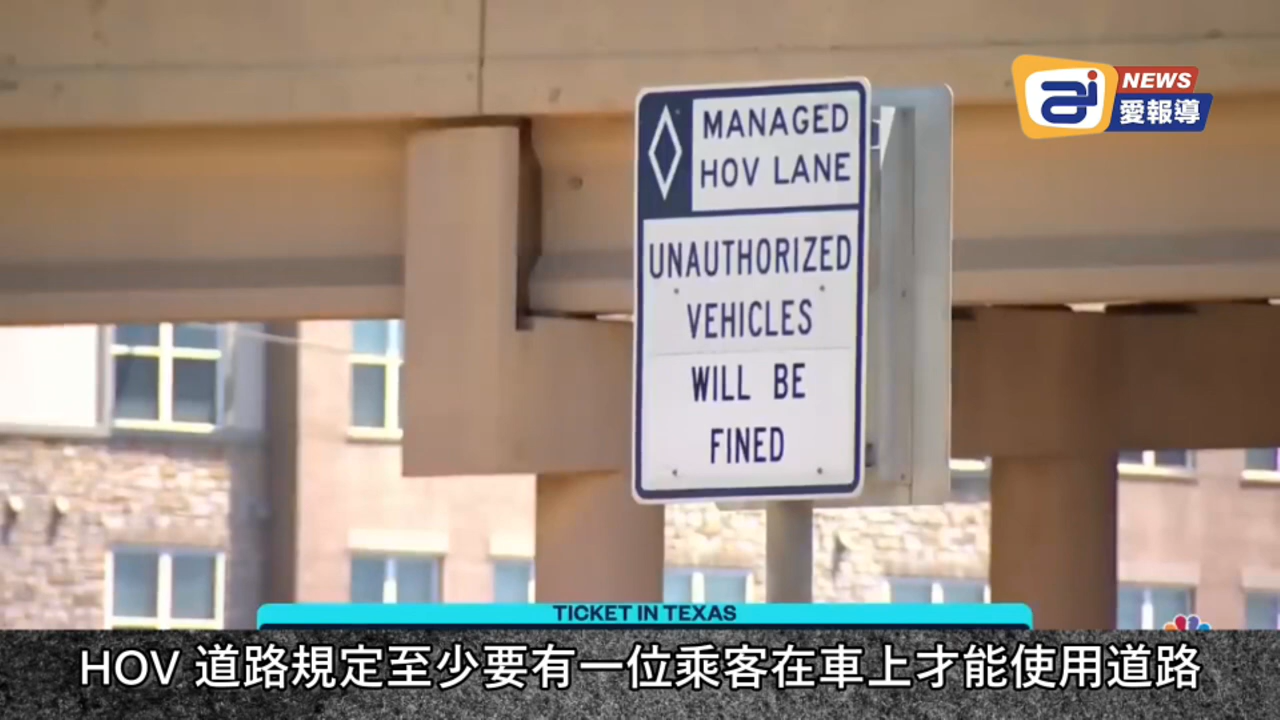 ai NEWS
愛報導
MANAGED
HOV LANE
UNAUTHORIZED
VEHICLES
WILL BE
FINED
TICKET IN TEXAS
HOV 道路規定至少要有一位乘客在車上才能使用道路